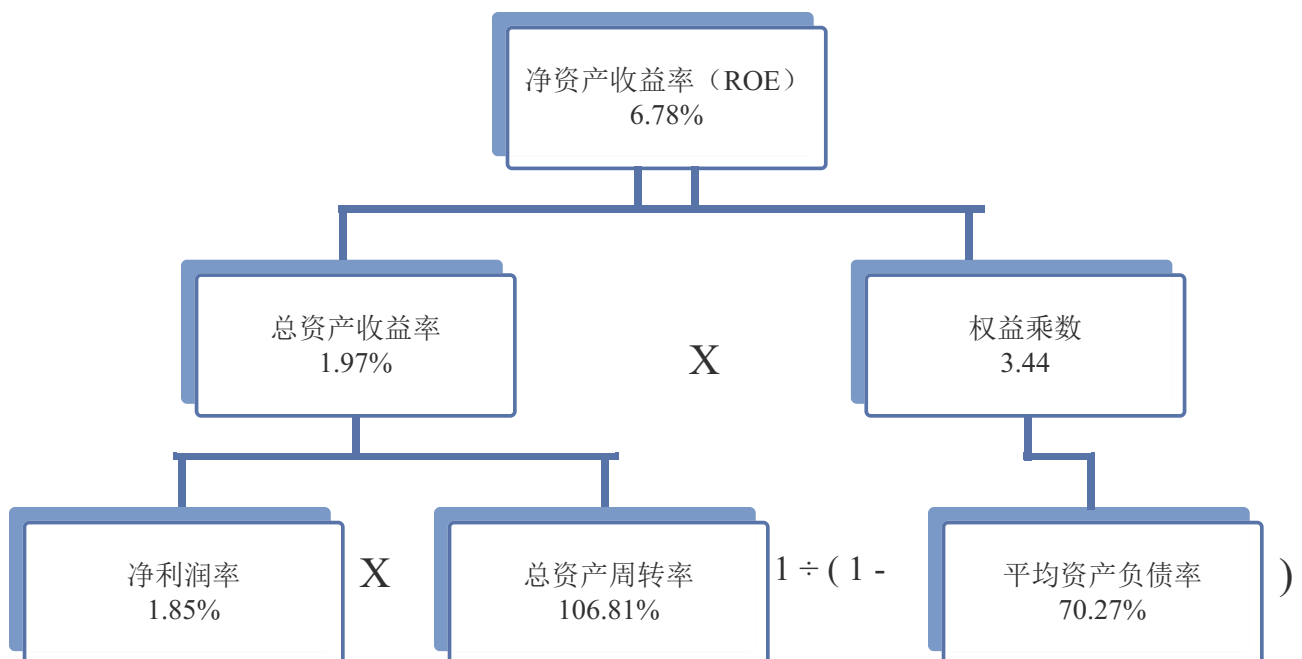 净资产收益率（ROE）
6.78%
总资产收益率
1.97%
X
权益乘数
3.44
净利润率
1.85%
X
总资产周转率
106.81%
1 ÷ ( 1 -
平均资产负债率
70.27%
)